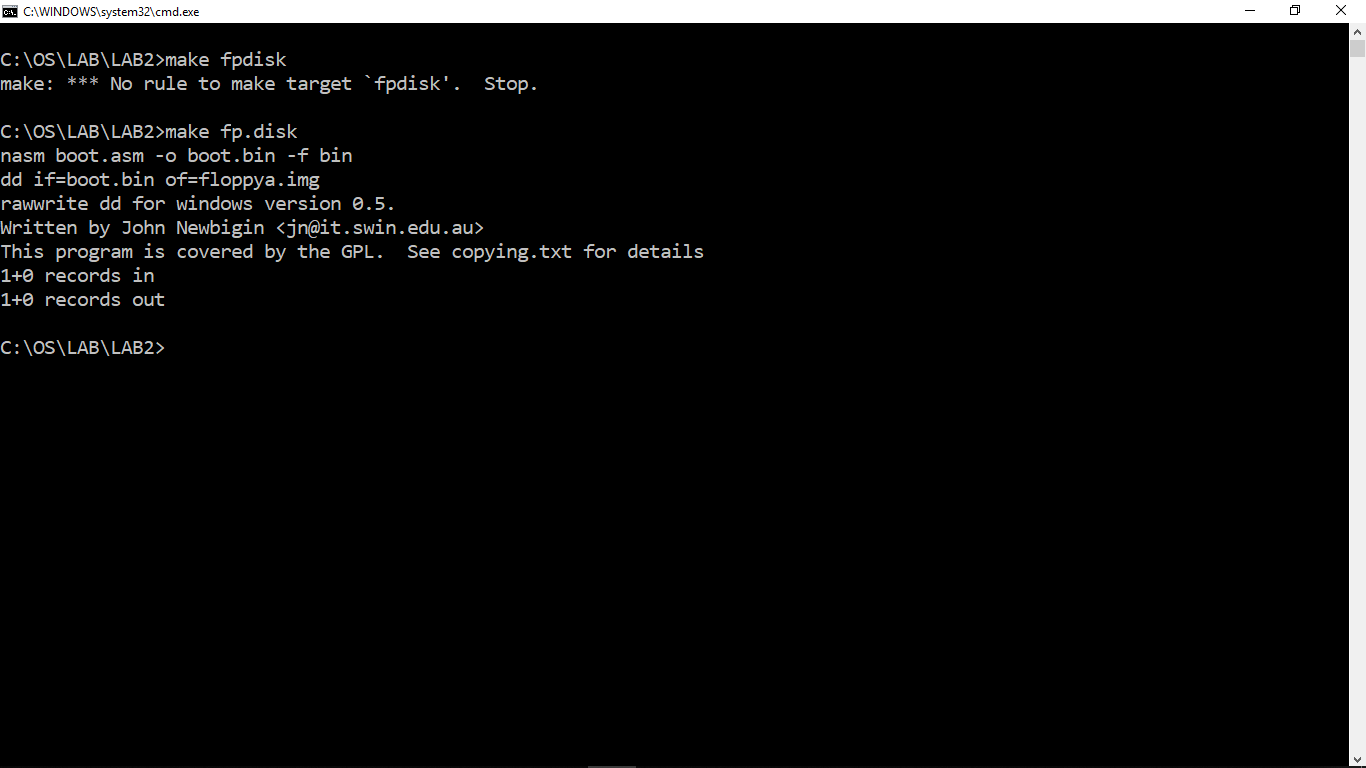 C:\WINDOWS\system32\cmd.exe
C:\OS\LAB\LAB2>make fpdisk
make: *** No rule to make target `fpdisk'.  Stop.
C:\OS\LAB\LAB2>make fp.disk
nasm boot.asm -o boot.bin -f bin
dd if=boot.bin of=floppya.img
rawwrite dd for windows version 0.5.
Written by John Newbigin <jn@it.swin.edu.au>
This program is covered by the GPL.  See copying.txt for details
1+0 records in
1+0 records out
C:\OS\LAB\LAB2>